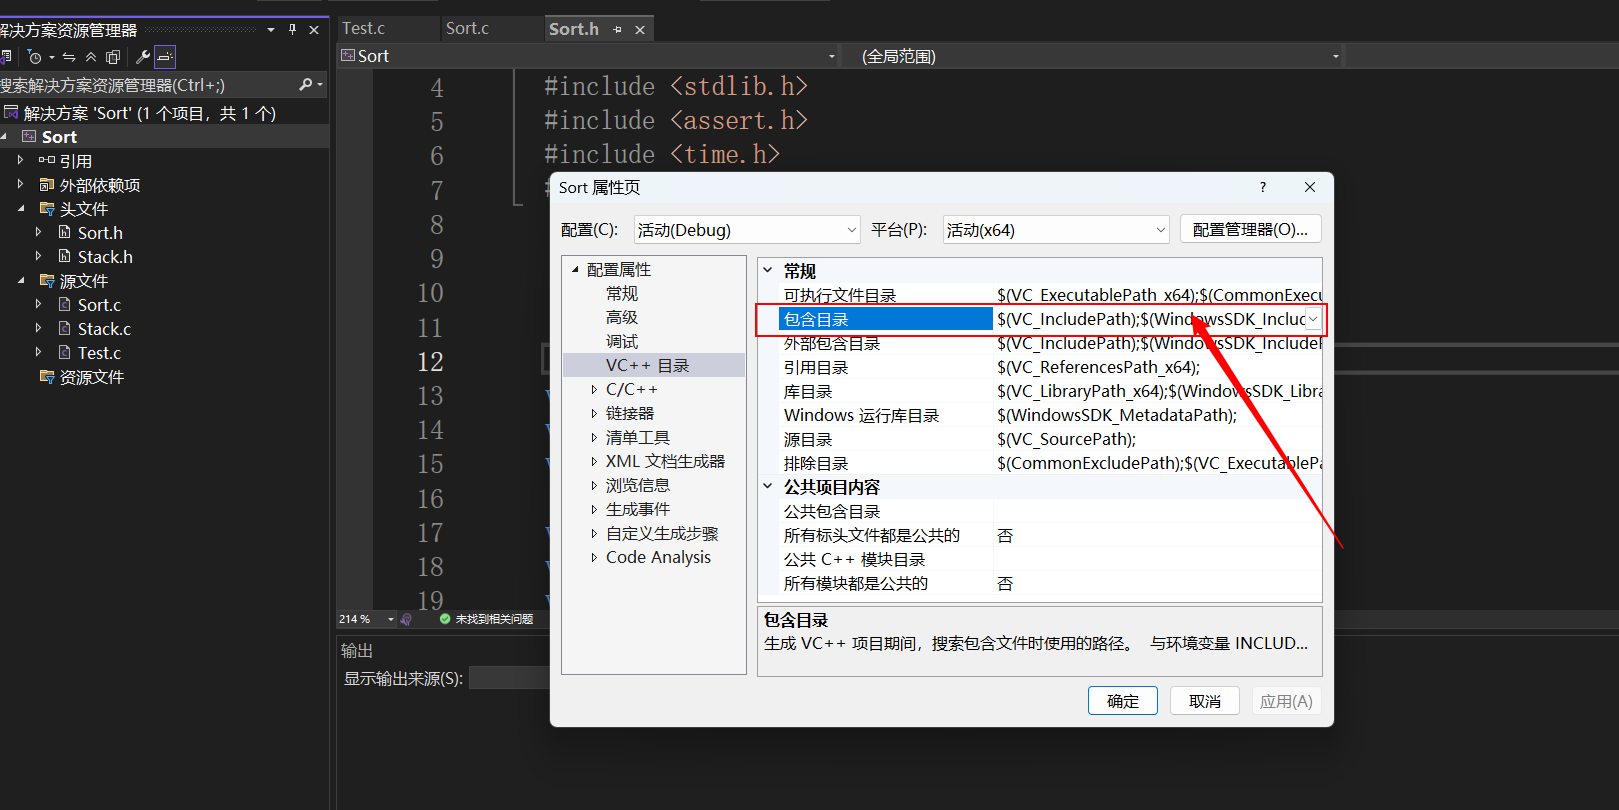 解决方案资源管理器
搜索解决方案资源管理器(Ctrl+;)
解决方案 'Sort' (1 个项目，共 1 个)
Sort
引用
外部依赖项
头文件
Sort.h
Stack.h
源文件
Sort.c
Stack.c
Test.c
资源文件
Test.c
Sort.c
Sort.h
Sort
(全局范围)
4 #include <stdlib.h>
5 #include <assert.h>
6 #include <time.h>
7
8
9
10
11
12
13
14
15
16
17
18
19
214 %
未找到相关问题
输出
显示输出来源(S):
Sort 属性页
?
配置(C):
活动(Debug)
平台(P):
活动(x64)
配置管理器(O)...
配置属性
常规
高级
调试
VC++ 目录
C/C++
链接器
清单工具
XML 文档生成器
浏览信息
生成事件
自定义生成步骤
Code Analysis
常规
可执行文件目录 $(VC_ExecutablePath_x64);$(CommonExecu
包含目录 $(VC_IncludePath);$(WindowsSDK_Includ
外部包含目录 $(VC_IncludePath);$(WindowsSDK_IncludeP
引用目录 $(VC_ReferencesPath_x64);
库目录 $(VC_LibraryPath_x64);$(WindowsSDK_Libra
Windows 运行库目录 $(WindowsSDK_MetadataPath);
源目录 $(VC_SourcePath);
排除目录 $(CommonExcludePath);$(VC_ExecutablePa
公共项目内容
公共包含目录
所有标头文件都是公共的 否
公共 C++ 模块目录
所有模块都是公共的 否
包含目录
生成 VC++ 项目期间，搜索包含文件时使用的路径。 与环境变量 INCLUD...
确定
取消
应用(A)